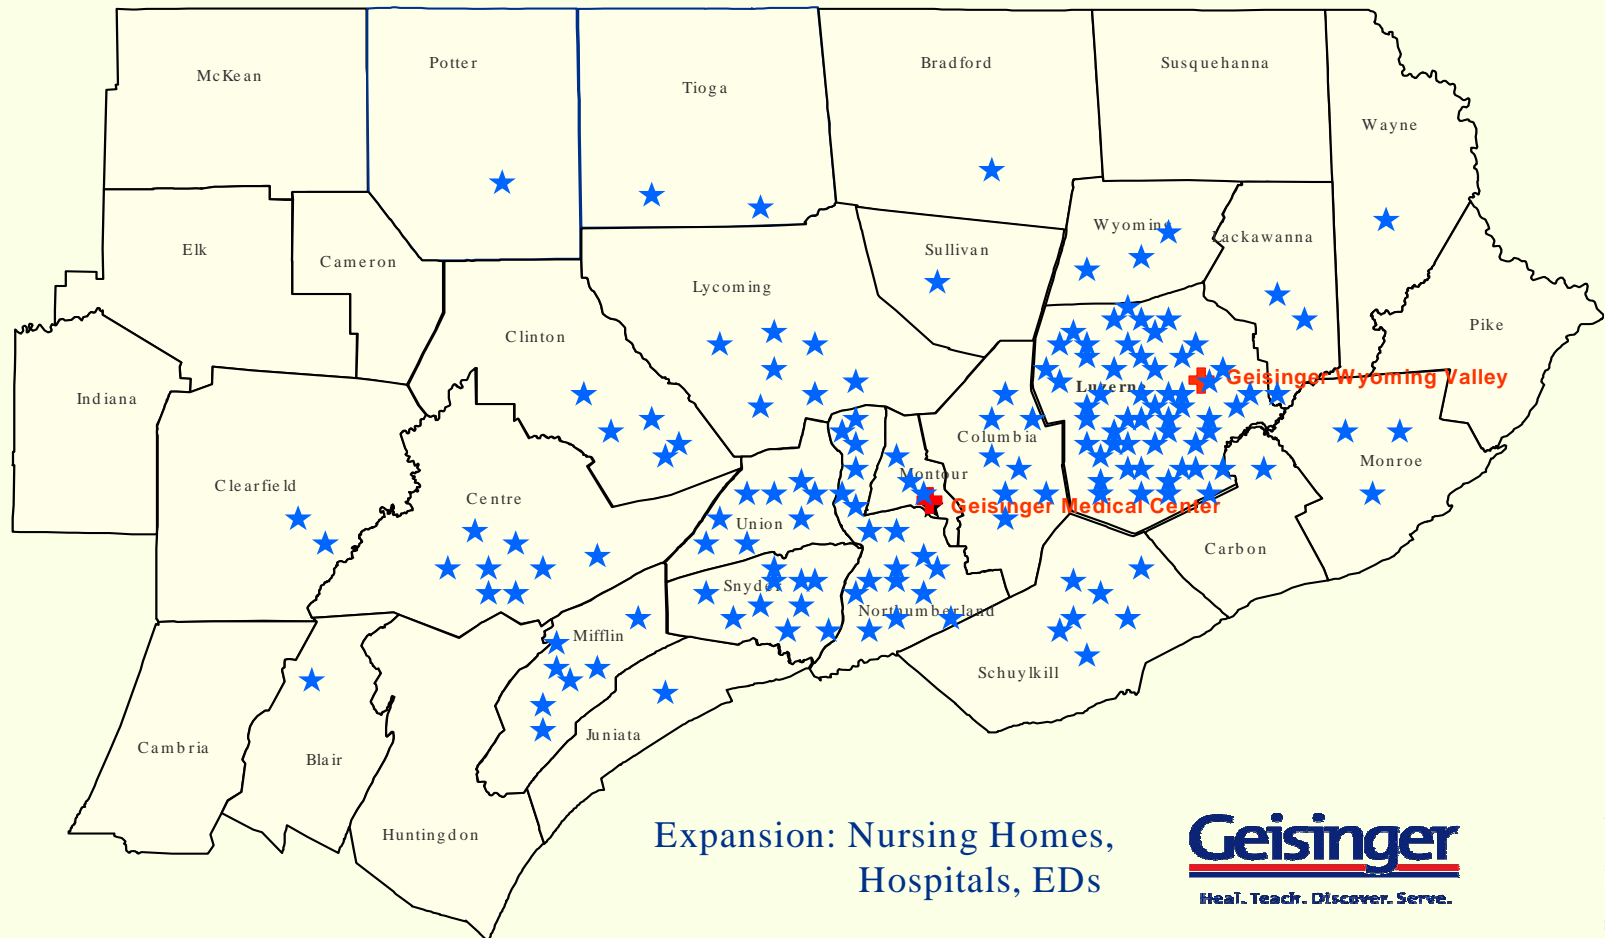 McKean
Potter
Tioga
Bradford
Susquehanna
Wayne
Elk
Cameron
Clinton
Lycoming
Sullivan
Wyoming
Lackawanna
Pike
Indiana
Luzerne
Geisinger Wyoming Valley
Clearfield
Centre
Columbia
Monroe
Montour
Geisinger Medical Center
Union
Carbon
Snyder
Northumberland
Mifflin
Schuylkill
Juniata
Cambria
Blair
Huntingdon
Expansion: Nursing Homes,
Hospitals, EDs
Geisinger
Heal. Teach. Discover. Serve.